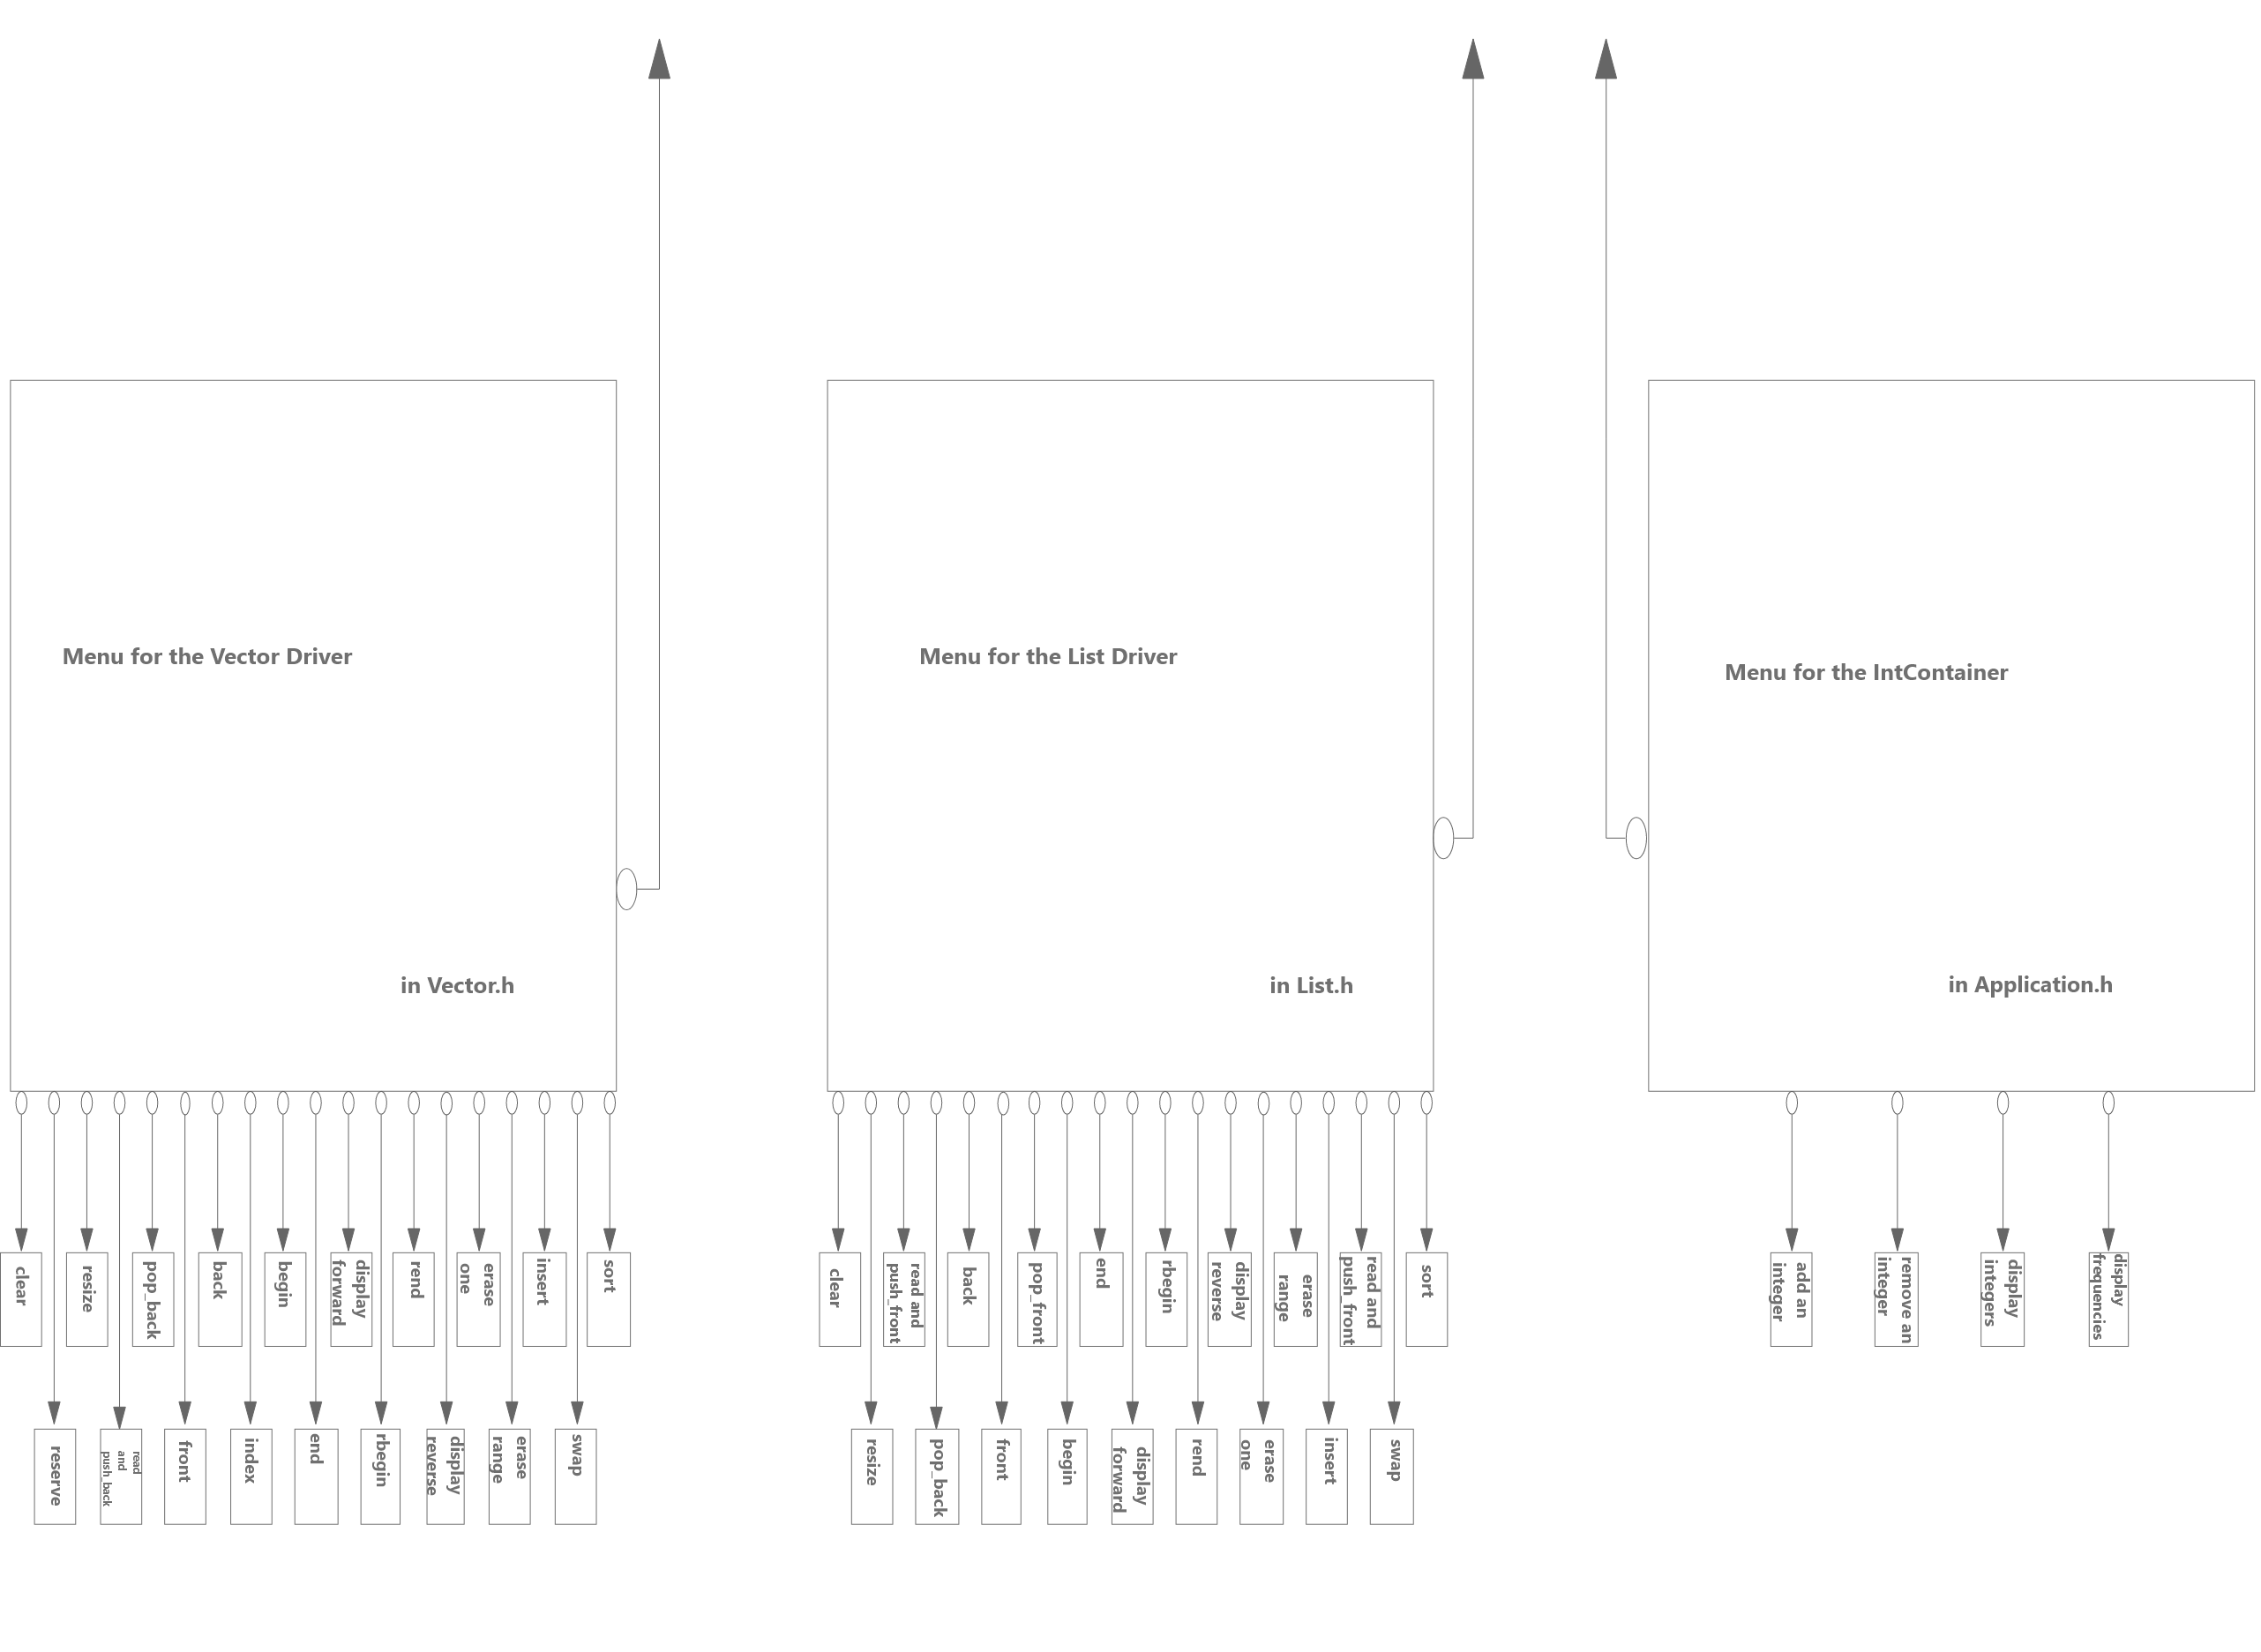 Menu for the Vector Driver
Menu for the List Driver
Menu for the IntContainer
in Vector.h
in List.h
in Application.h
clear
resize
pop_back
back
begin
display
forward
rend
erase
one
insert
sort
reserve
read
and
push_back
front
index
end
rbegin
display
reverse
erase
range
swap
clear
read and
push_front
back
pop_front
end
rbegin
display
reverse
erase
range
read and
push_front
sort
resize
pop_back
front
begin
display
forward
rend
erase
one
insert
swap
add an
integer
remove an
integer
display
integers
display
frequencies